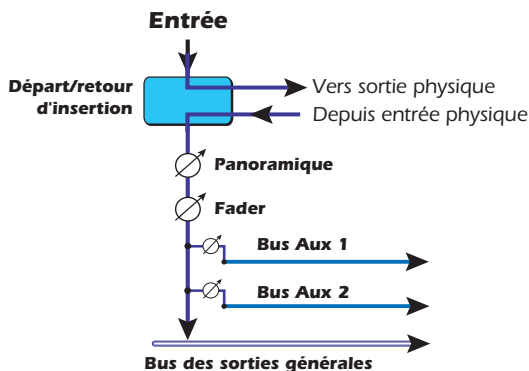 Entrée
Départ/retour
d'insertion
Vers sortie physique
Depuis entrée physique
Panoramique
Fader
Bus Aux 1
Bus Aux 2
Bus des sorties générales